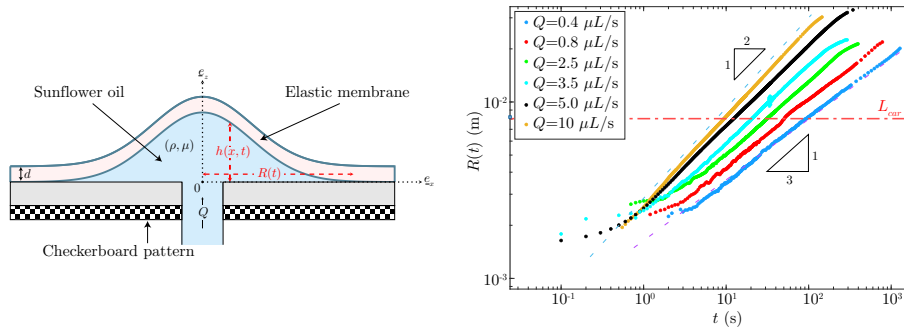 e_z
Sunflower oil
Elastic membrane
(ρ, μ)
h(x, t)
R(t)
d
0
e_x
Q
Checkerboard pattern
Q=0.4 μL/s
Q=0.8 μL/s
Q=2.5 μL/s
Q=3.5 μL/s
Q=5.0 μL/s
Q=10 μL/s
2
1
L_car
1
3
R(t) (m)
10^-2
10^-3
10^-1
10^0
10^1
10^2
10^3
t (s)